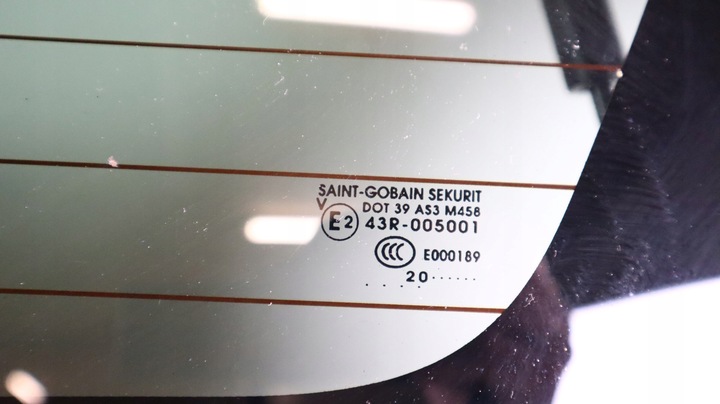 SAINT-GOBAIN SEKURIT
V
DOT 39 AS3 M458
E2 43R-005001
CCC E000189
. . . . 20 ······